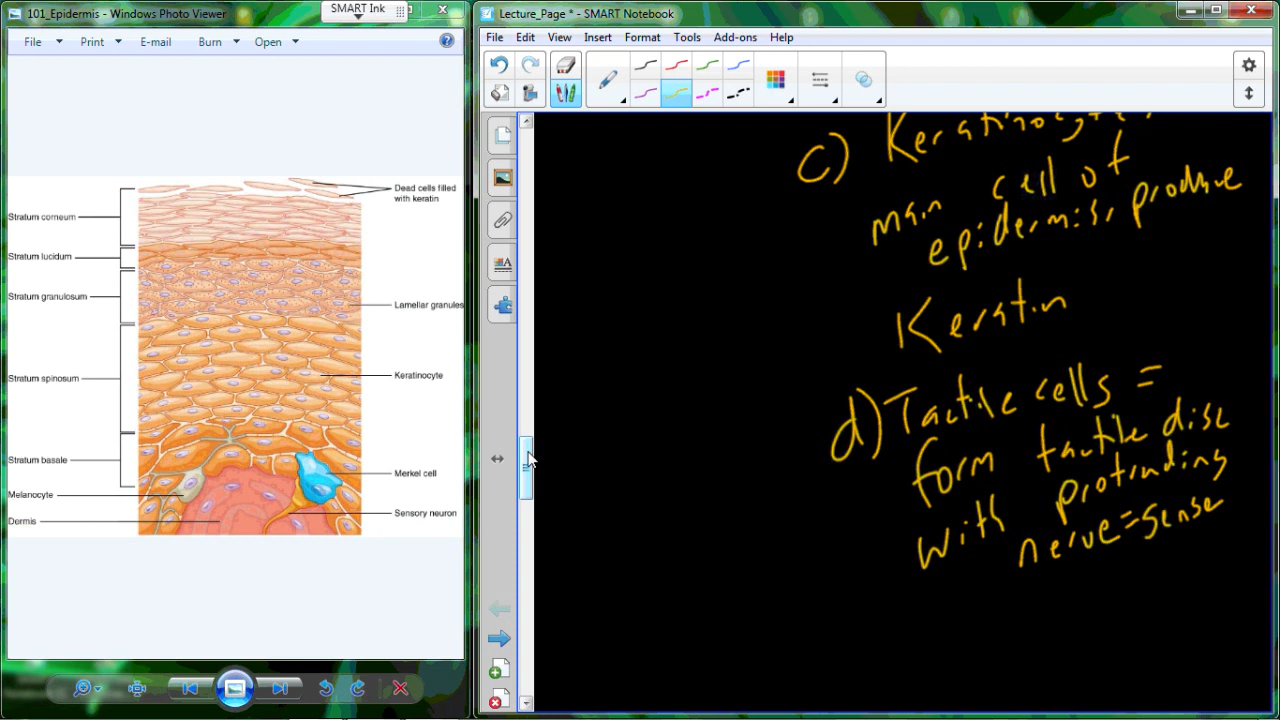 101_Epidermis - Windows Photo Viewer
SMART Ink
File Print E-mail Burn Open
Dead cells filled
with keratin
Stratum corneum
Stratum lucidum
Stratum granulosum
Lamellar granules
Stratum spinosum
Keratinocyte
Stratum basale
Merkel cell
Melanocyte
Sensory neuron
Dermis
Lecture_Page * - SMART Notebook
File Edit View Insert Format Tools Add-ons Help
c)
main cell of
epidermis, produce
Keratin
d) Tactile cells =
form tactile disc
with protruding
nerve = sense